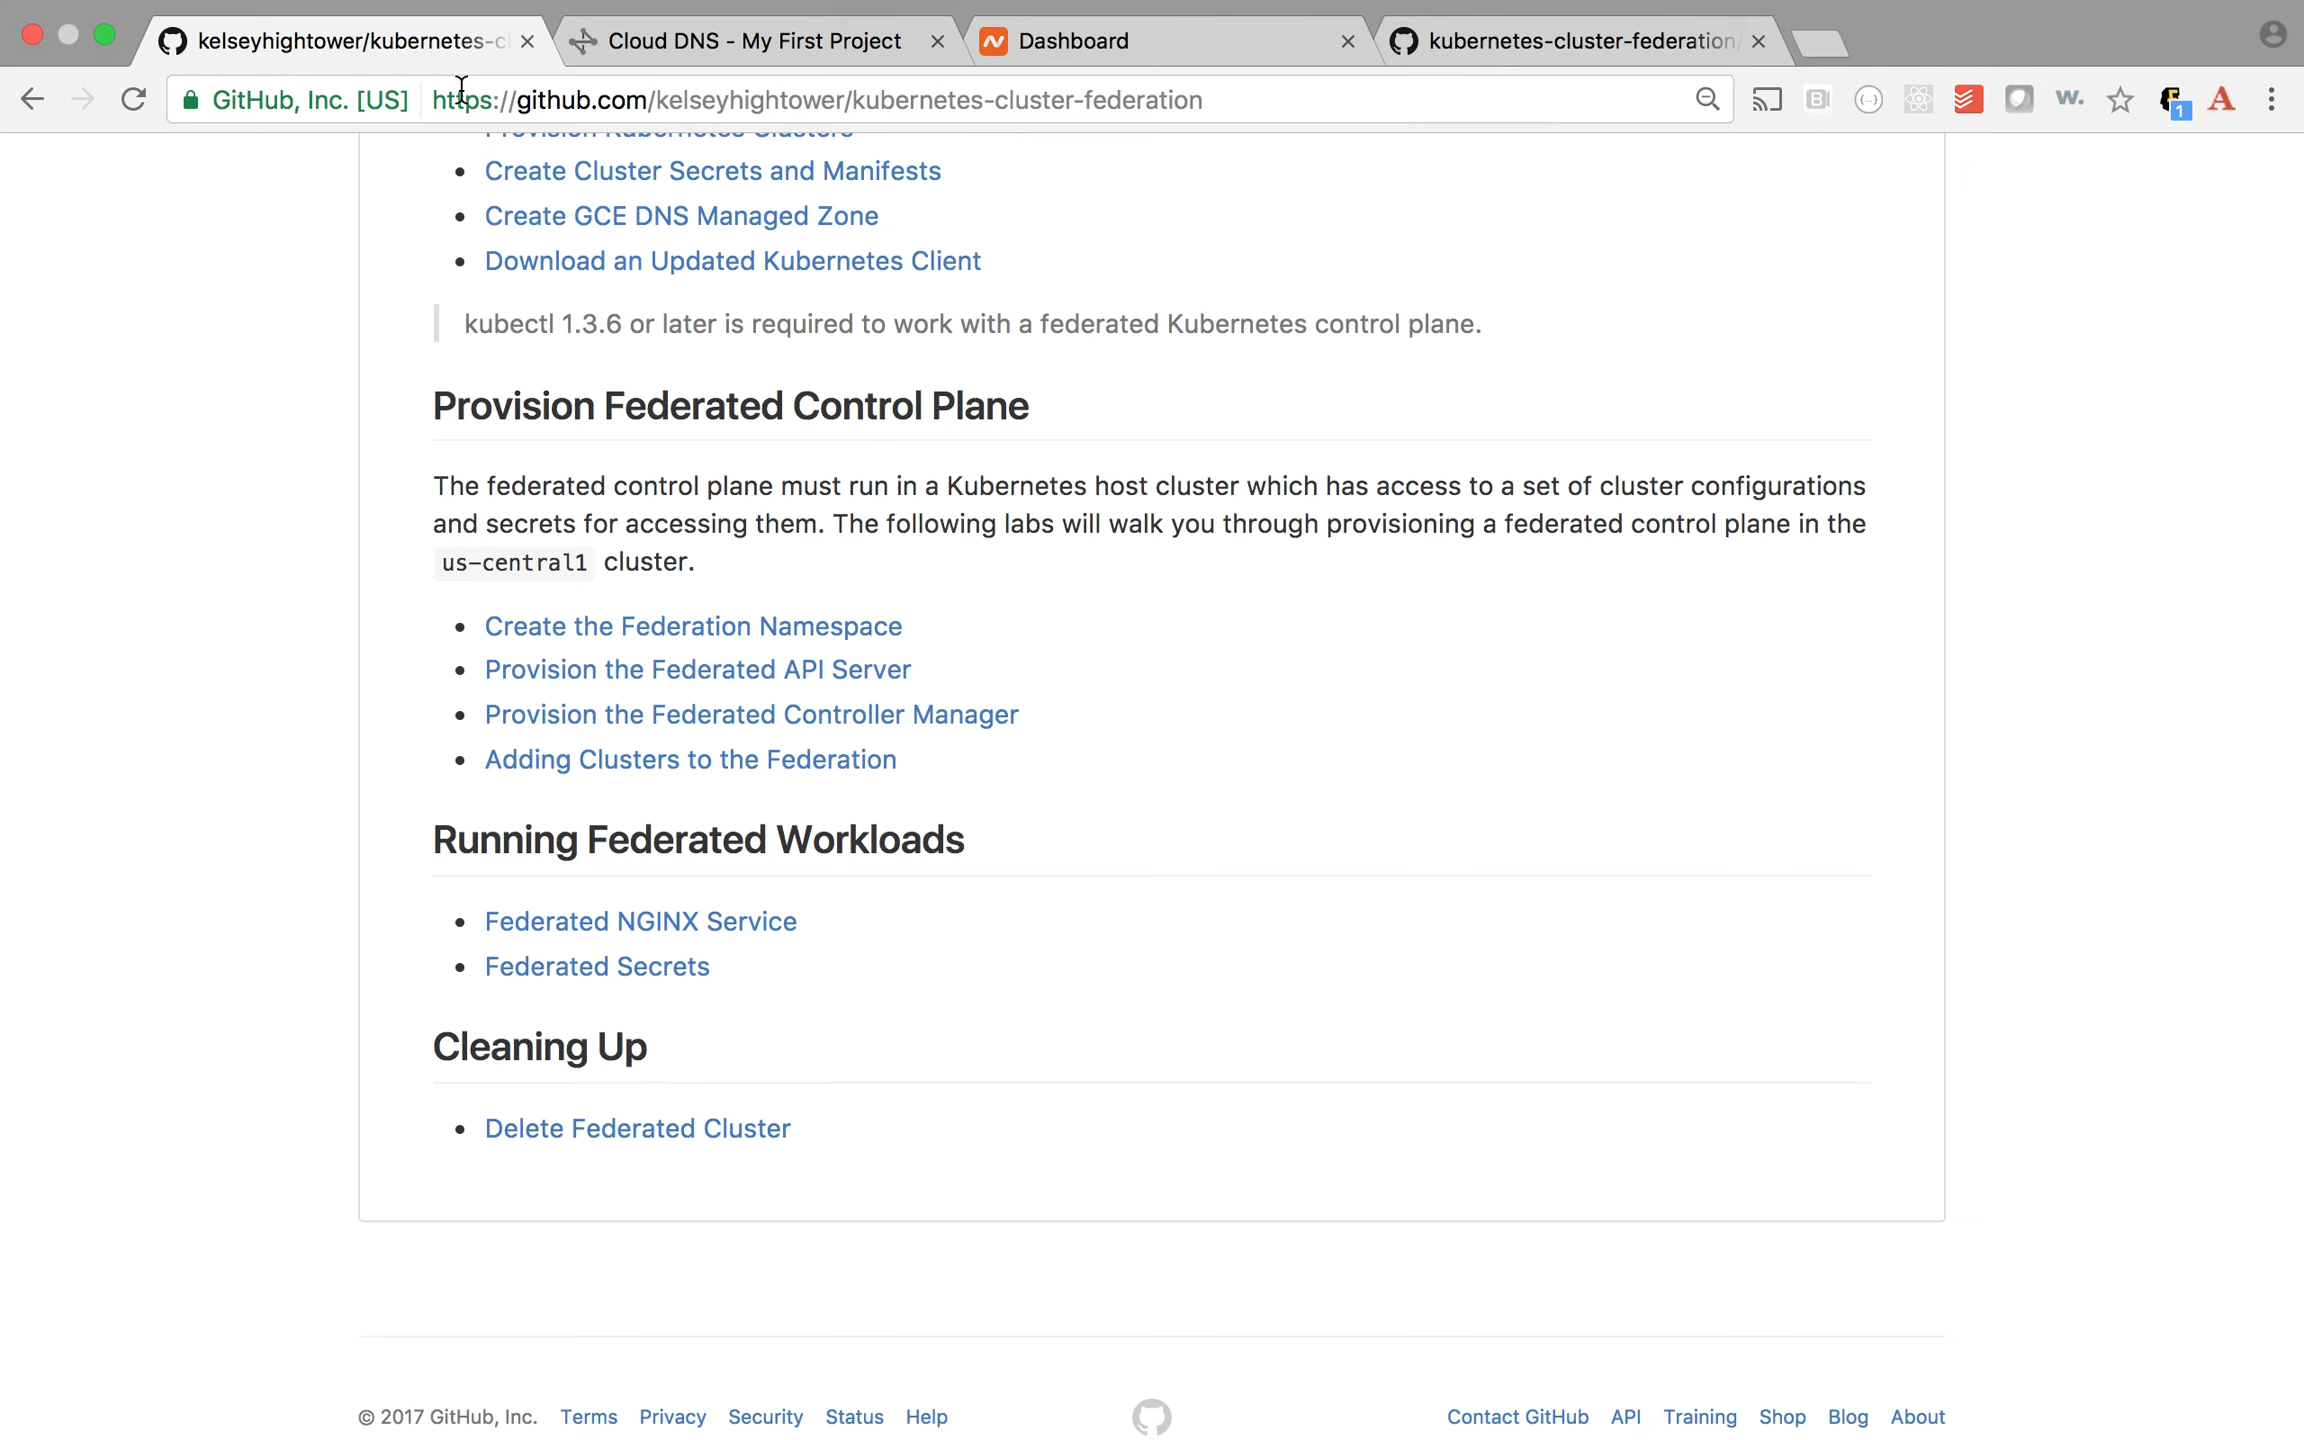 kelseyhightower/kubernetes-c
Cloud DNS - My First Project
Dashboard
kubernetes-cluster-federation/
GitHub, Inc. [US]
https://github.com/kelseyhightower/kubernetes-cluster-federation
1
Provision Kubernetes Clusters
• Create Cluster Secrets and Manifests
• Create GCE DNS Managed Zone
• Download an Updated Kubernetes Client
kubectl 1.3.6 or later is required to work with a federated Kubernetes control plane.
Provision Federated Control Plane
The federated control plane must run in a Kubernetes host cluster which has access to a set of cluster configurations
and secrets for accessing them. The following labs will walk you through provisioning a federated control plane in the
us-central1 cluster.
• Create the Federation Namespace
• Provision the Federated API Server
• Provision the Federated Controller Manager
• Adding Clusters to the Federation
Running Federated Workloads
• Federated NGINX Service
• Federated Secrets
Cleaning Up
• Delete Federated Cluster
© 2017 GitHub, Inc. Terms Privacy Security Status Help
Contact GitHub API Training Shop Blog About